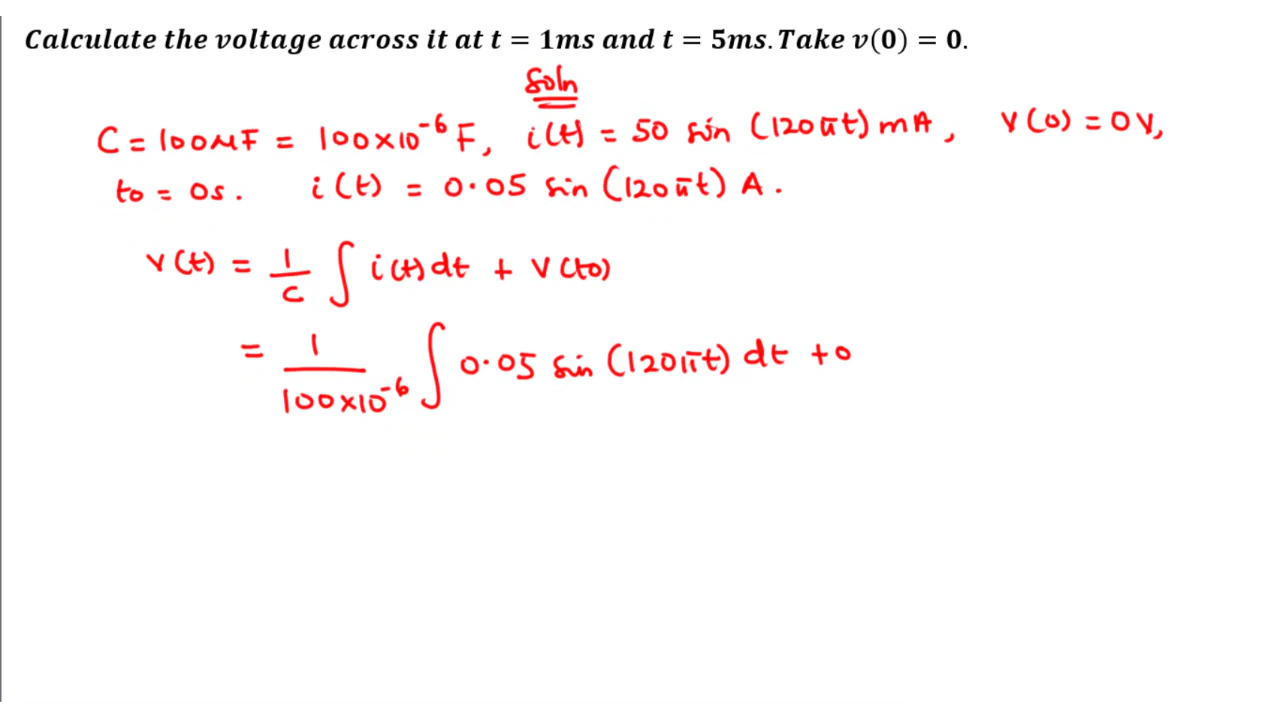 Calculate the voltage across it at t = 1ms and t = 5ms. Take v(0) = 0.
Soln
C = 100μF = 100×10⁻⁶ F, i(t) = 50 sin (120πt) mA, V(0) = 0V,
to = 0s. i(t) = 0.05 sin (120πt) A.
v(t) = 1/C ∫ i(t) dt + V(to)
= 1/100×10⁻⁶ ∫ 0.05 sin (120πt) dt + 0